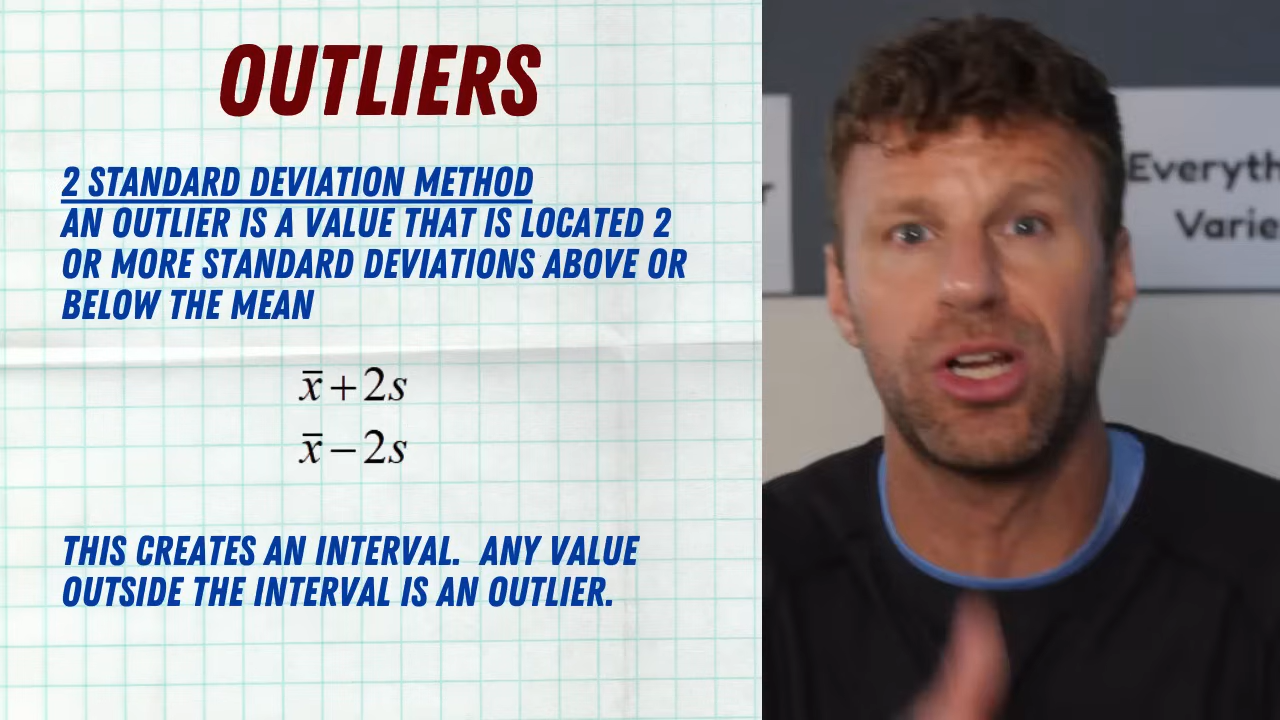 OUTLIERS
2 STANDARD DEVIATION METHOD
AN OUTLIER IS A VALUE THAT IS LOCATED 2
OR MORE STANDARD DEVIATIONS ABOVE OR
BELOW THE MEAN
x̅ + 2s
x̅ − 2s
THIS CREATES AN INTERVAL. ANY VALUE
OUTSIDE THE INTERVAL IS AN OUTLIER.